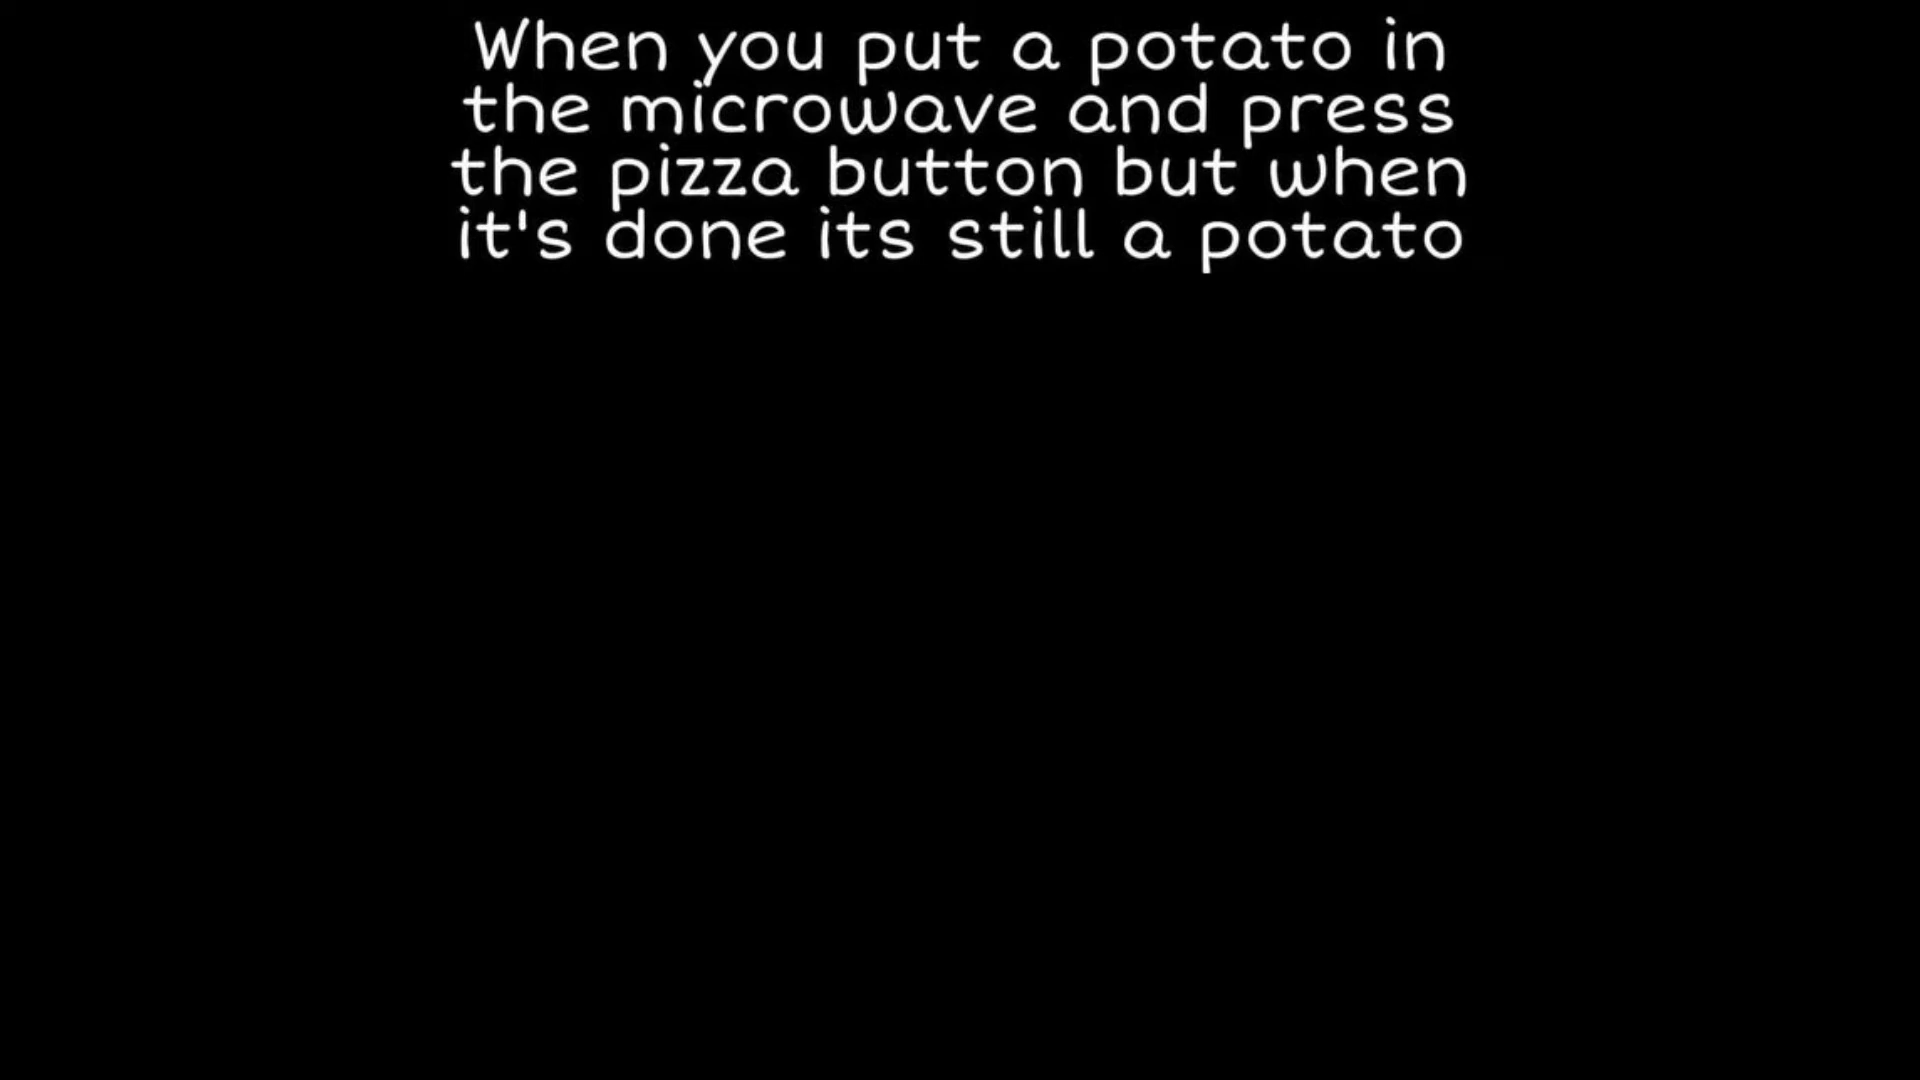 When you put a potato in
the microwave and press
the pizza button but when
it's done its still a potato